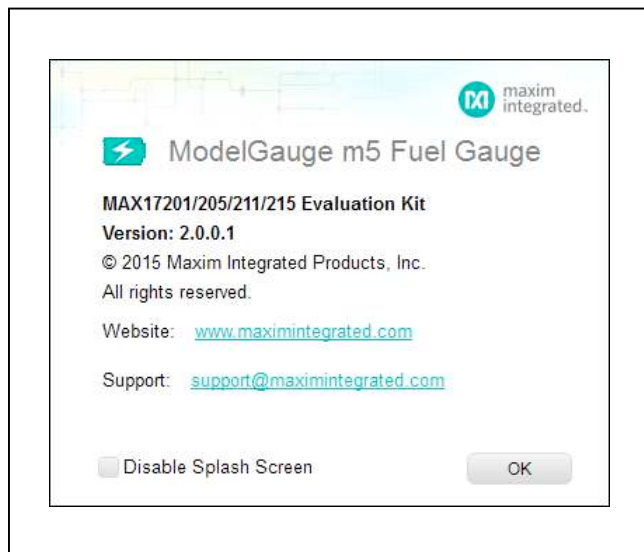 maxim
integrated.
ModelGauge m5 Fuel Gauge
MAX17201/205/211/215 Evaluation Kit
Version: 2.0.0.1
© 2015 Maxim Integrated Products, Inc.
All rights reserved.
Website: www.maximintegrated.com
Support: support@maximintegrated.com
Disable Splash Screen
OK